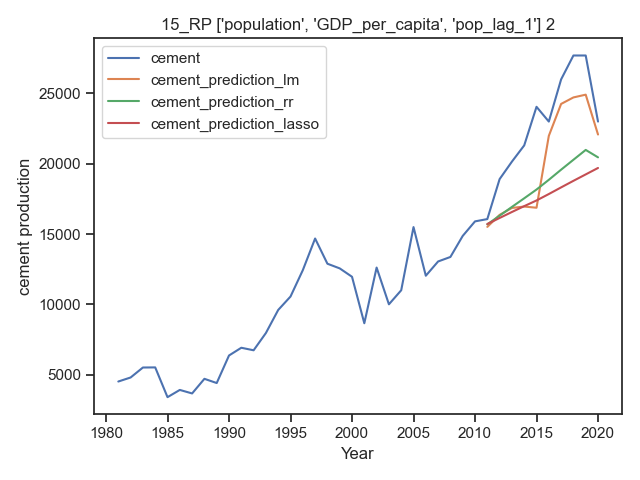 15_RP ['population', 'GDP_per_capita', 'pop_lag_1'] 2
cement
cement_prediction_lm
cement_prediction_rr
cement_prediction_lasso
cement production
25000
20000
15000
10000
5000
1980 1985 1990 1995 2000 2005 2010 2015 2020
Year